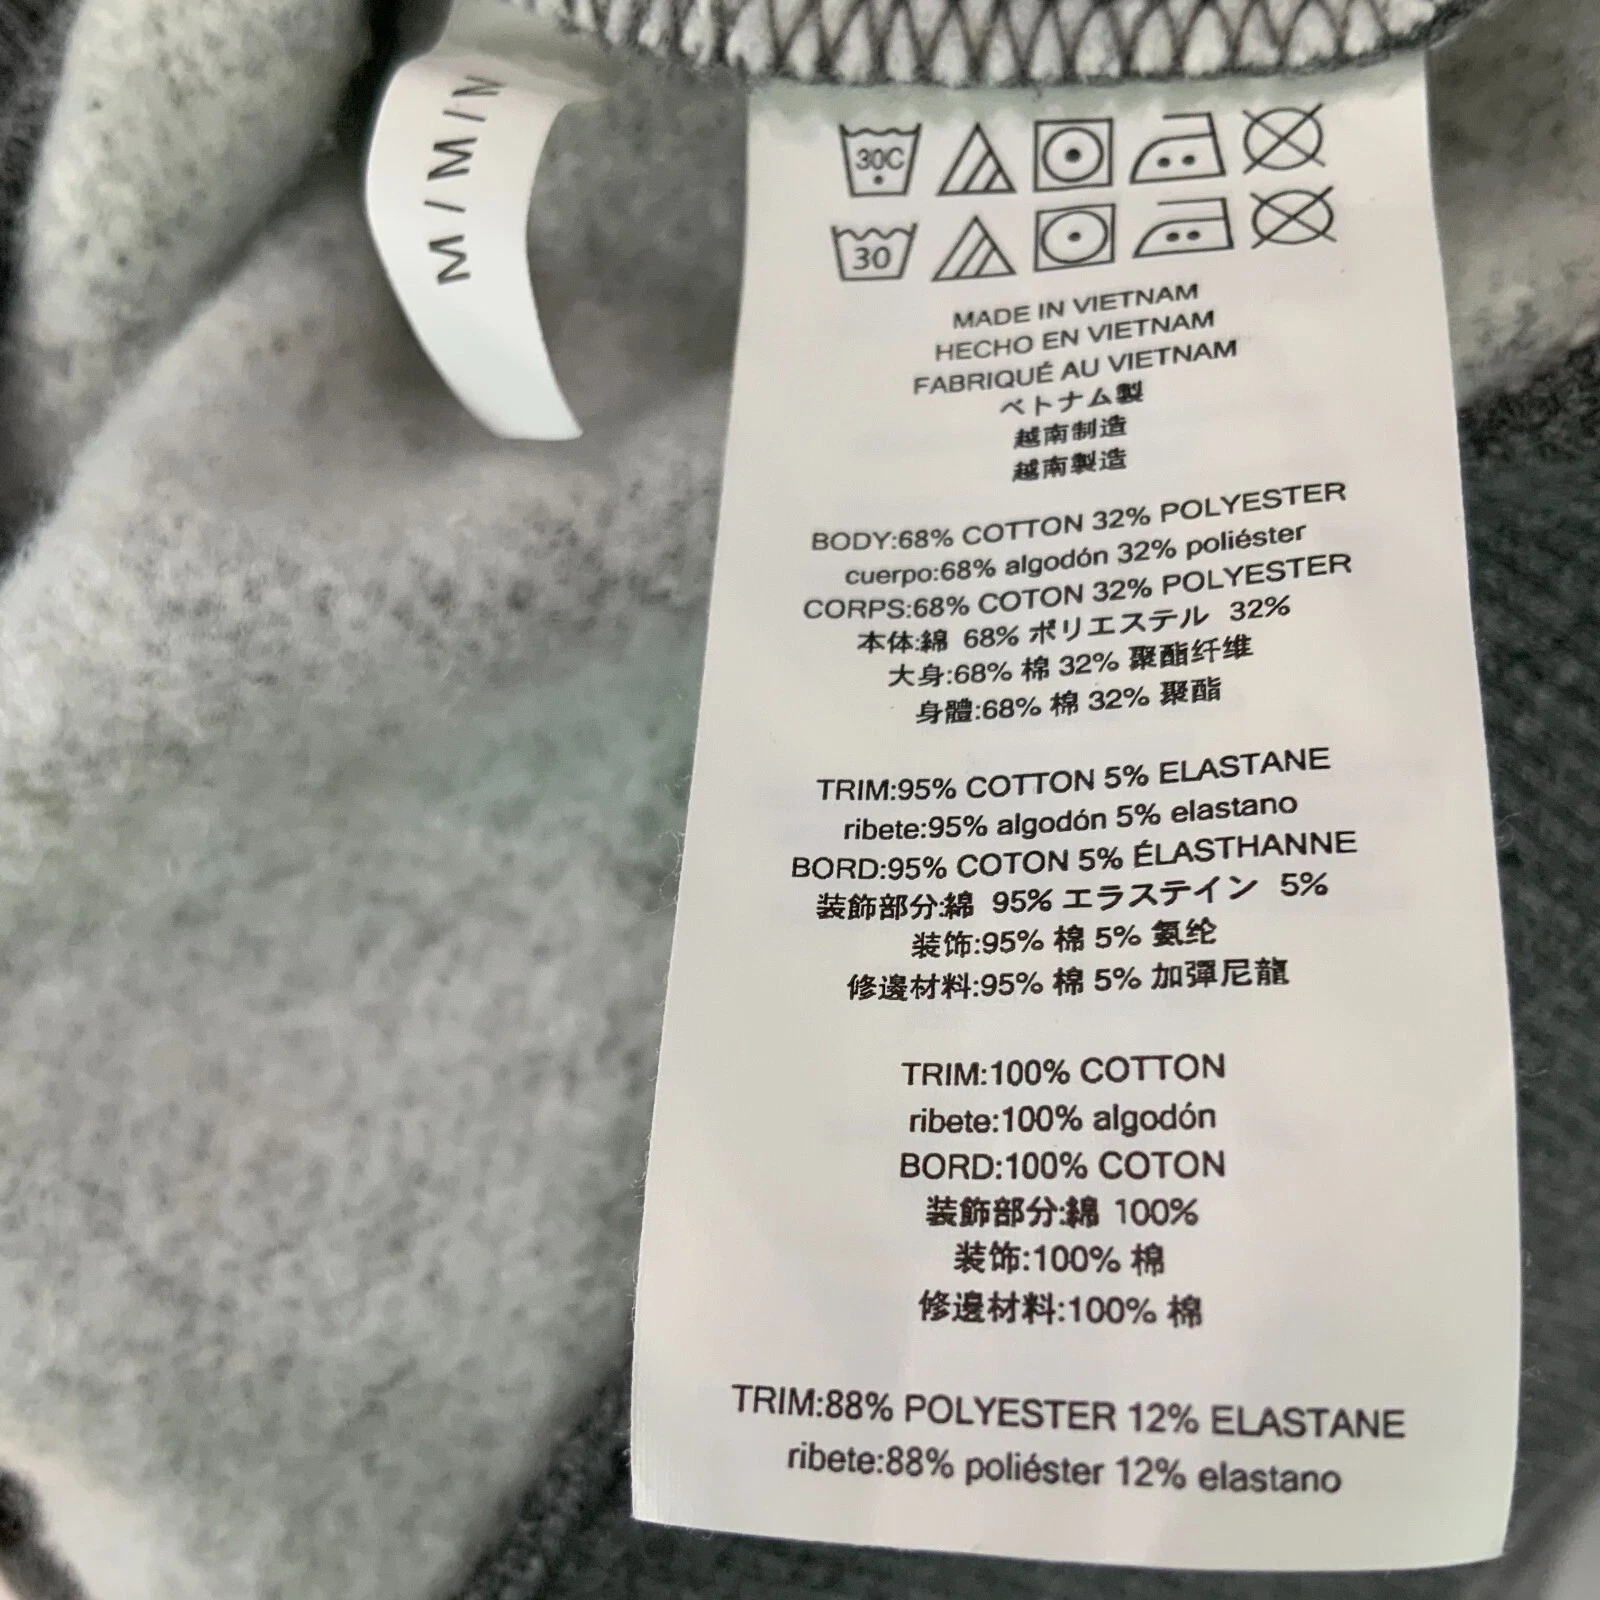 M / M / M
30C
30
MADE IN VIETNAM
HECHO EN VIETNAM
FABRIQUÉ AU VIETNAM
ベトナム製
越南制造
越南製造
BODY:68% COTTON 32% POLYESTER
cuerpo:68% algodón 32% poliéster
CORPS:68% COTON 32% POLYESTER
本体:綿 68% ポリエステル 32%
大身:68% 棉 32% 聚酯纤维
身體:68% 棉 32% 聚酯
TRIM:95% COTTON 5% ELASTANE
ribete:95% algodón 5% elastano
BORD:95% COTON 5% ÉLASTHANNE
装飾部分:綿 95% エラステイン 5%
装饰:95% 棉 5% 氨纶
修邊材料:95% 棉 5% 加彈尼龍
TRIM:100% COTTON
ribete:100% algodón
BORD:100% COTON
装飾部分:綿 100%
装饰:100% 棉
修邊材料:100% 棉
TRIM:88% POLYESTER 12% ELASTANE
ribete:88% poliéster 12% elastano